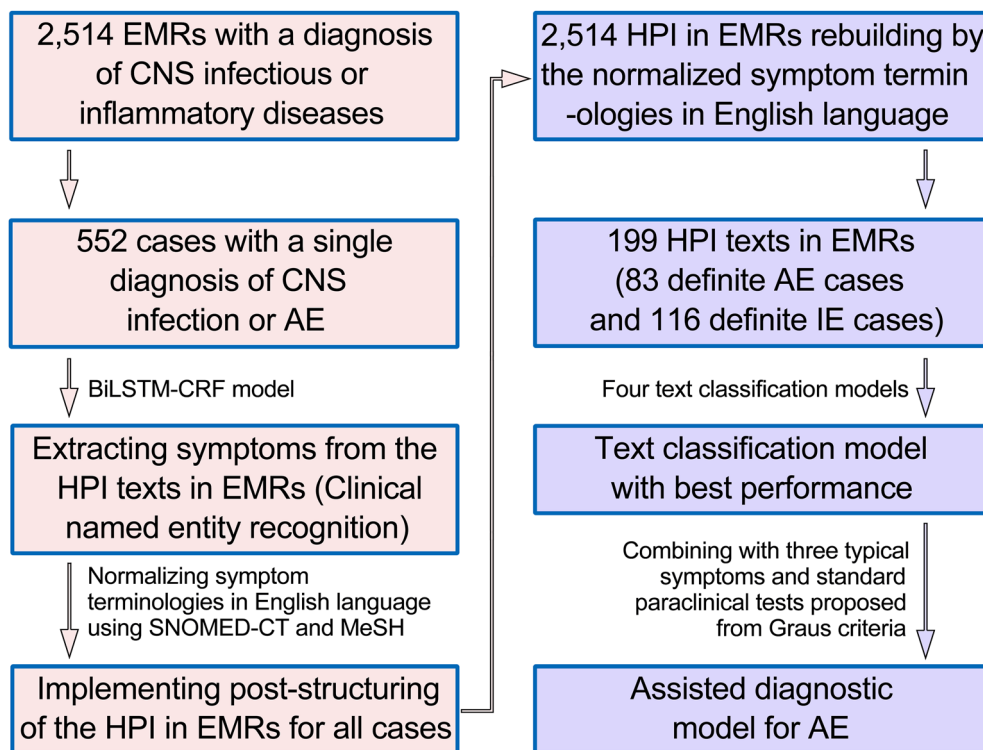 2,514 EMRs with a diagnosis
of CNS infectious or
inflammatory diseases
552 cases with a single
diagnosis of CNS
infection or AE
BiLSTM-CRF model
Extracting symptoms from the
HPI texts in EMRs (Clinical
named entity recognition)
Normalizing symptom
terminologies in English language
using SNOMED-CT and MeSH
Implementing post-structuring
of the HPI in EMRs for all cases
2,514 HPI in EMRs rebuilding by
the normalized symptom termin
-ologies in English language
199 HPI texts in EMRs
(83 definite AE cases
and 116 definite IE cases)
Four text classification models
Text classification model
with best performance
Combining with three typical
symptoms and standard
paraclinical tests proposed
from Graus criteria
Assisted diagnostic
model for AE